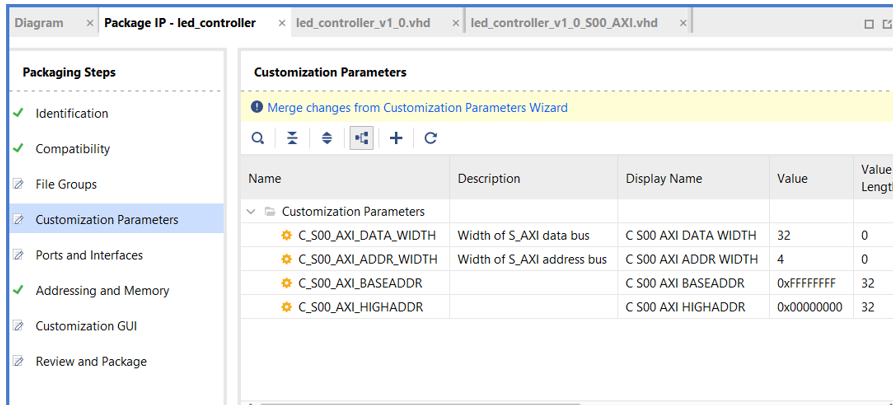 Diagram × Package IP - led_controller × led_controller_v1_0.vhd × led_controller_v1_0_S00_AXI.vhd ×
Packaging Steps
Identification
Compatibility
File Groups
Customization Parameters
Ports and Interfaces
Addressing and Memory
Customization GUI
Review and Package
Customization Parameters
Merge changes from Customization Parameters Wizard
Name Description Display Name Value Value Lengt
Customization Parameters
C_S00_AXI_DATA_WIDTH Width of S_AXI data bus C S00 AXI DATA WIDTH 32 0
C_S00_AXI_ADDR_WIDTH Width of S_AXI address bus C S00 AXI ADDR WIDTH 4 0
C_S00_AXI_BASEADDR C S00 AXI BASEADDR 0xFFFFFFFF 32
C_S00_AXI_HIGHADDR C S00 AXI HIGHADDR 0x00000000 32